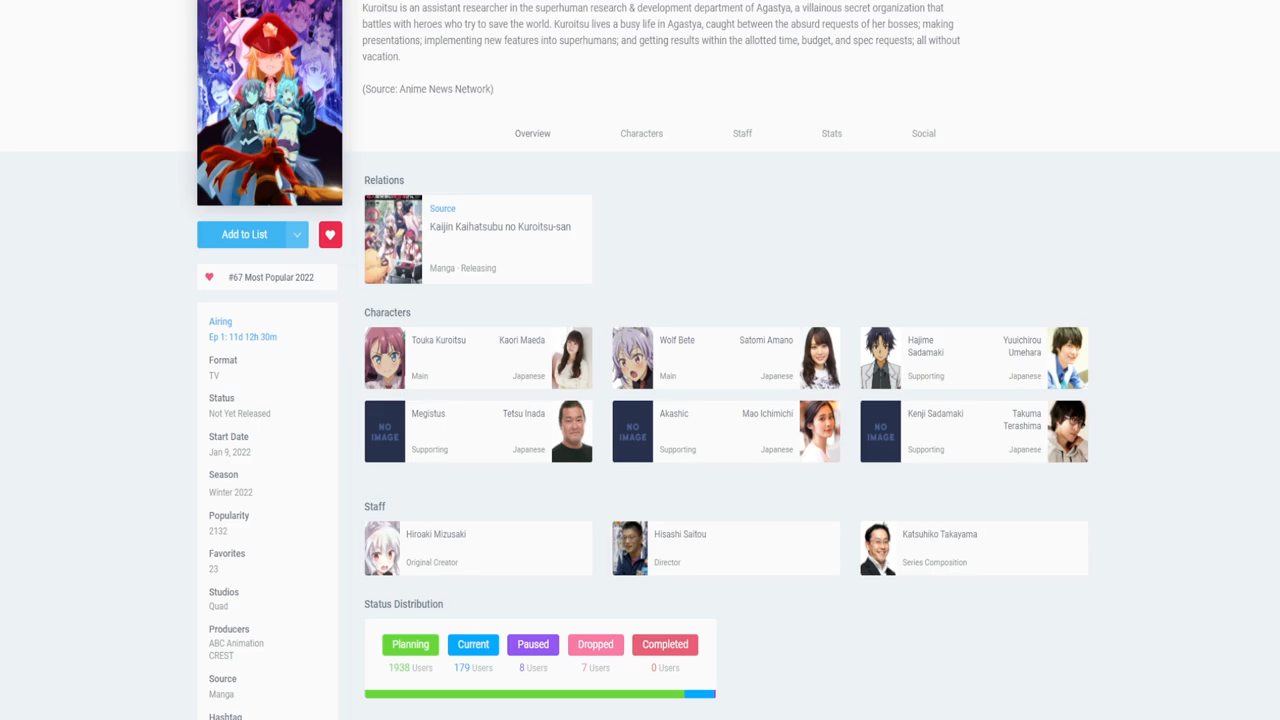 Kuroitsu is an assistant researcher in the superhuman research & development department of Agastya, a villainous secret organization that
battles with heroes who try to save the world. Kuroitsu lives a busy life in Agastya, caught between the absurd requests of her bosses; making
presentations; implementing new features into superhumans; and getting results within the allotted time, budget, and spec requests; all without
vacation.
(Source: Anime News Network)
Overview
Characters
Staff
Stats
Social
Add to List
#67 Most Popular 2022
Airing
Ep 1: 11d 12h 30m
Format
TV
Status
Not Yet Released
Start Date
Jan 9, 2022
Season
Winter 2022
Popularity
2132
Favorites
23
Studios
Quad
Producers
ABC Animation
CREST
Source
Manga
Hashtag
Relations
Source
Kaijin Kaihatsubu no Kuroitsu-san
Manga · Releasing
Characters
Touka Kuroitsu
Main
Kaori Maeda
Japanese
Wolf Bete
Main
Satomi Amano
Japanese
Hajime
Sadamaki
Supporting
Yuuichirou
Umehara
Japanese
NO
IMAGE
Megistus
Supporting
Tetsu Inada
Japanese
NO
IMAGE
Akashic
Supporting
Mao Ichimichi
Japanese
NO
IMAGE
Kenji Sadamaki
Supporting
Takuma
Terashima
Japanese
Staff
Hiroaki Mizusaki
Original Creator
Hisashi Saitou
Director
Katsuhiko Takayama
Series Composition
Status Distribution
Planning
1938 Users
Current
179 Users
Paused
8 Users
Dropped
7 Users
Completed
0 Users